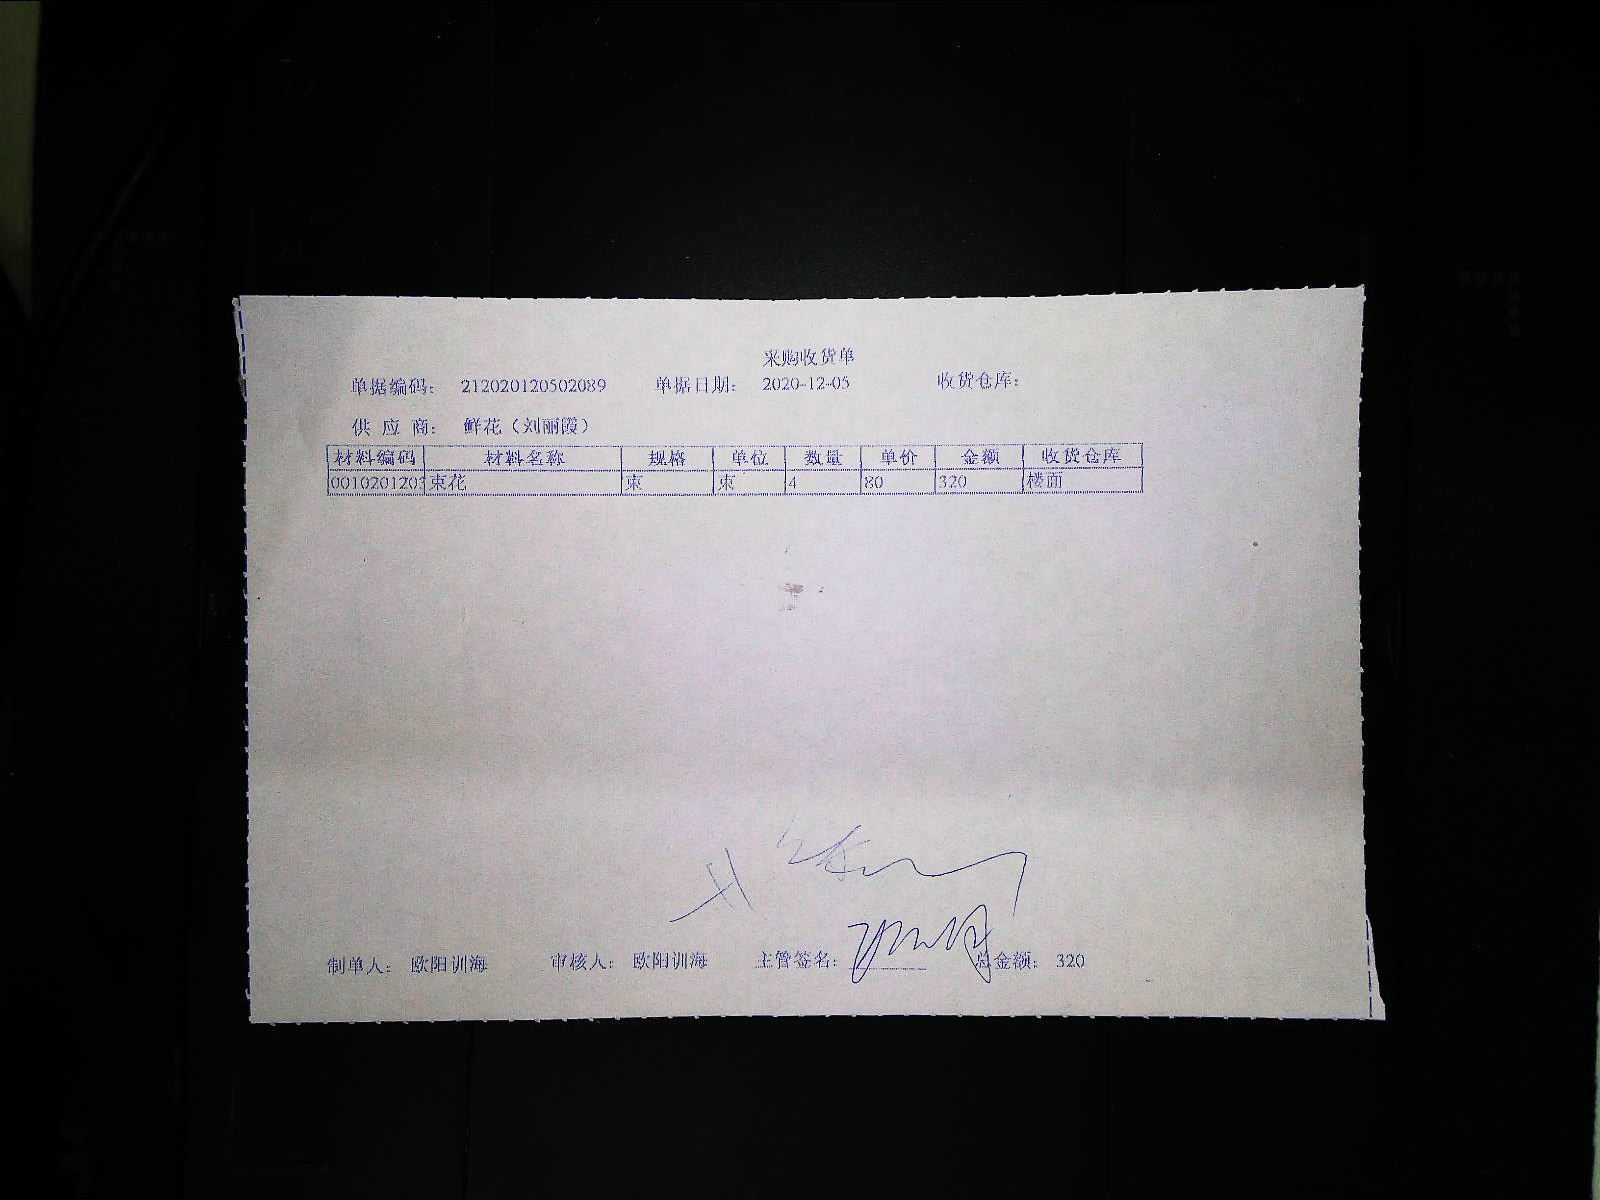 采购收货单
单据编码： 212020120502089 单据日期： 2020-12-05 收货仓库：
供 应 商： 鲜花（刘丽霞）
材料编码 材料名称 规格 单位 数量 单价 金额 收货仓库
0010201203 束花 束 束 4 80 320 楼面
制单人： 欧阳训海 审核人： 欧阳训海 主管签名： 总金额： 320